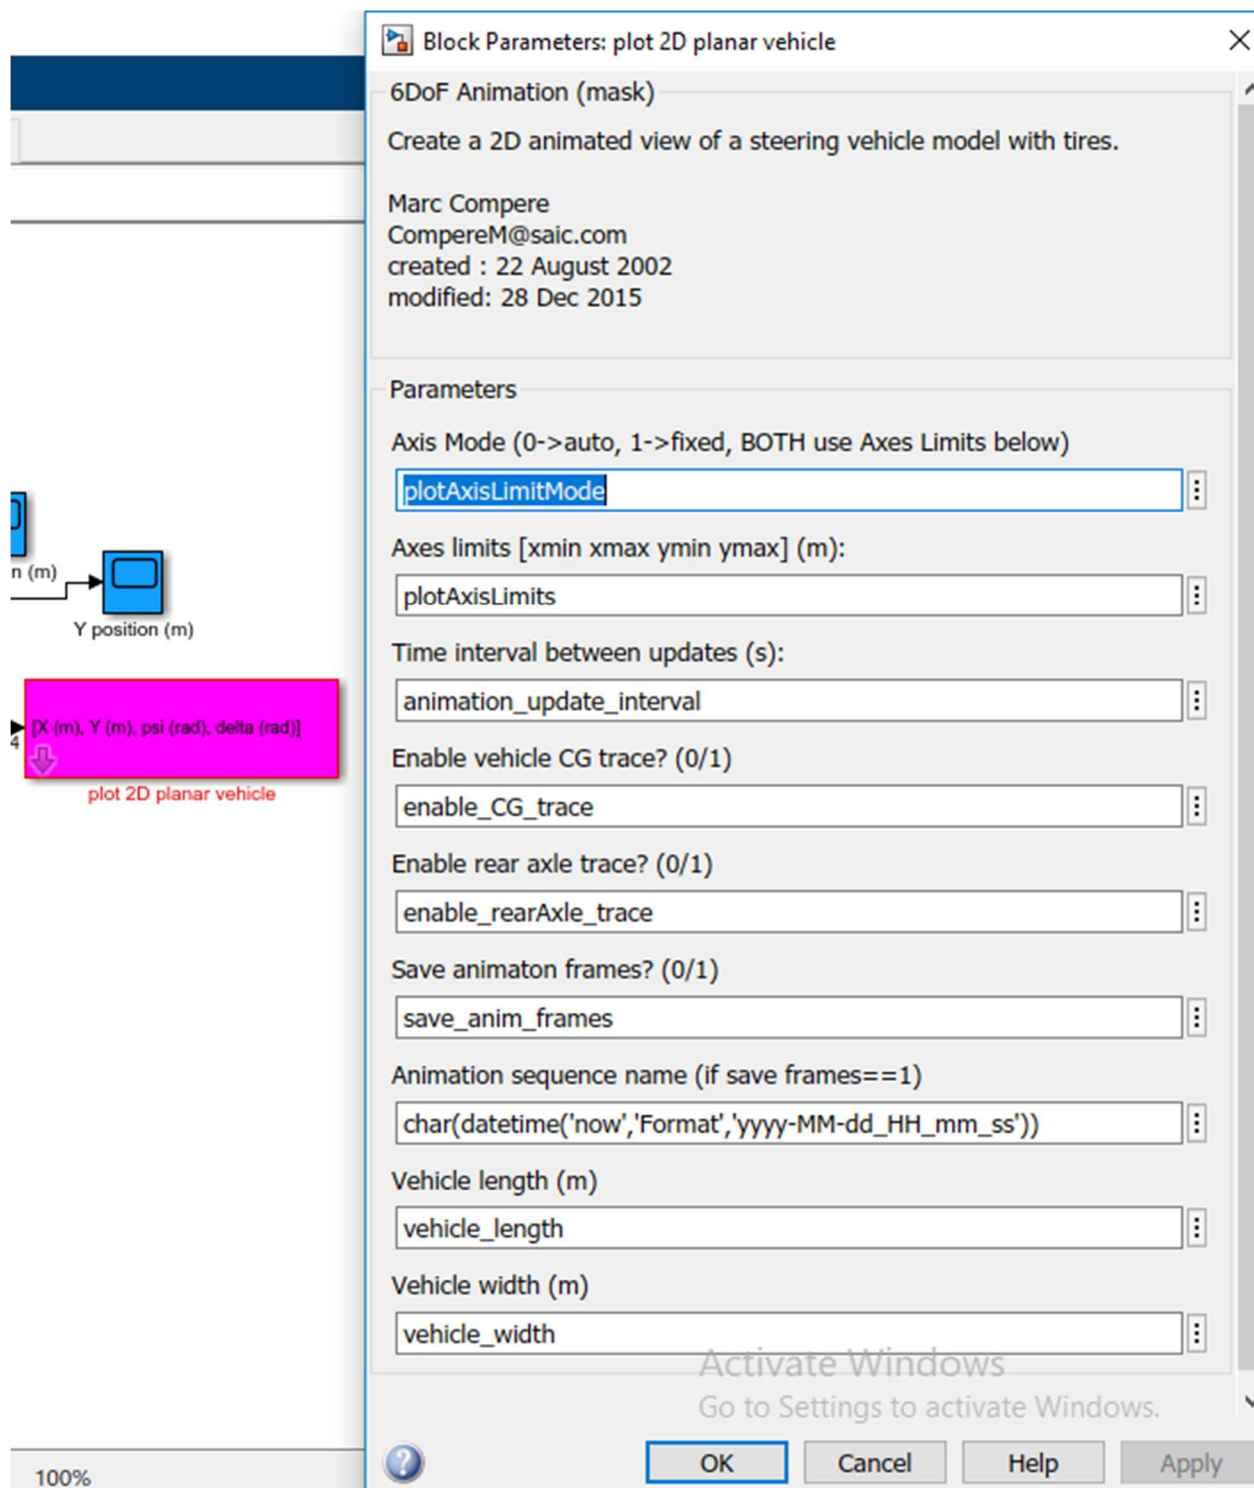 Block Parameters: plot 2D planar vehicle
6DoF Animation (mask)
Create a 2D animated view of a steering vehicle model with tires.
Marc Compere
CompereM@saic.com
created : 22 August 2002
modified: 28 Dec 2015
Parameters
Axis Mode (0->auto, 1->fixed, BOTH use Axes Limits below)
plotAxisLimitMode
Axes limits [xmin xmax ymin ymax] (m):
plotAxisLimits
Time interval between updates (s):
animation_update_interval
Enable vehicle CG trace? (0/1)
enable_CG_trace
Enable rear axle trace? (0/1)
enable_rearAxle_trace
Save animaton frames? (0/1)
save_anim_frames
Animation sequence name (if save frames==1)
char(datetime('now','Format','yyyy-MM-dd_HH_mm_ss'))
Vehicle length (m)
vehicle_length
Vehicle width (m)
vehicle_width
Activate Windows
Go to Settings to activate Windows.
OK
Cancel
Help
Apply
n (m)
Y position (m)
4
[X (m), Y (m), psi (rad), delta (rad)]
plot 2D planar vehicle
100%